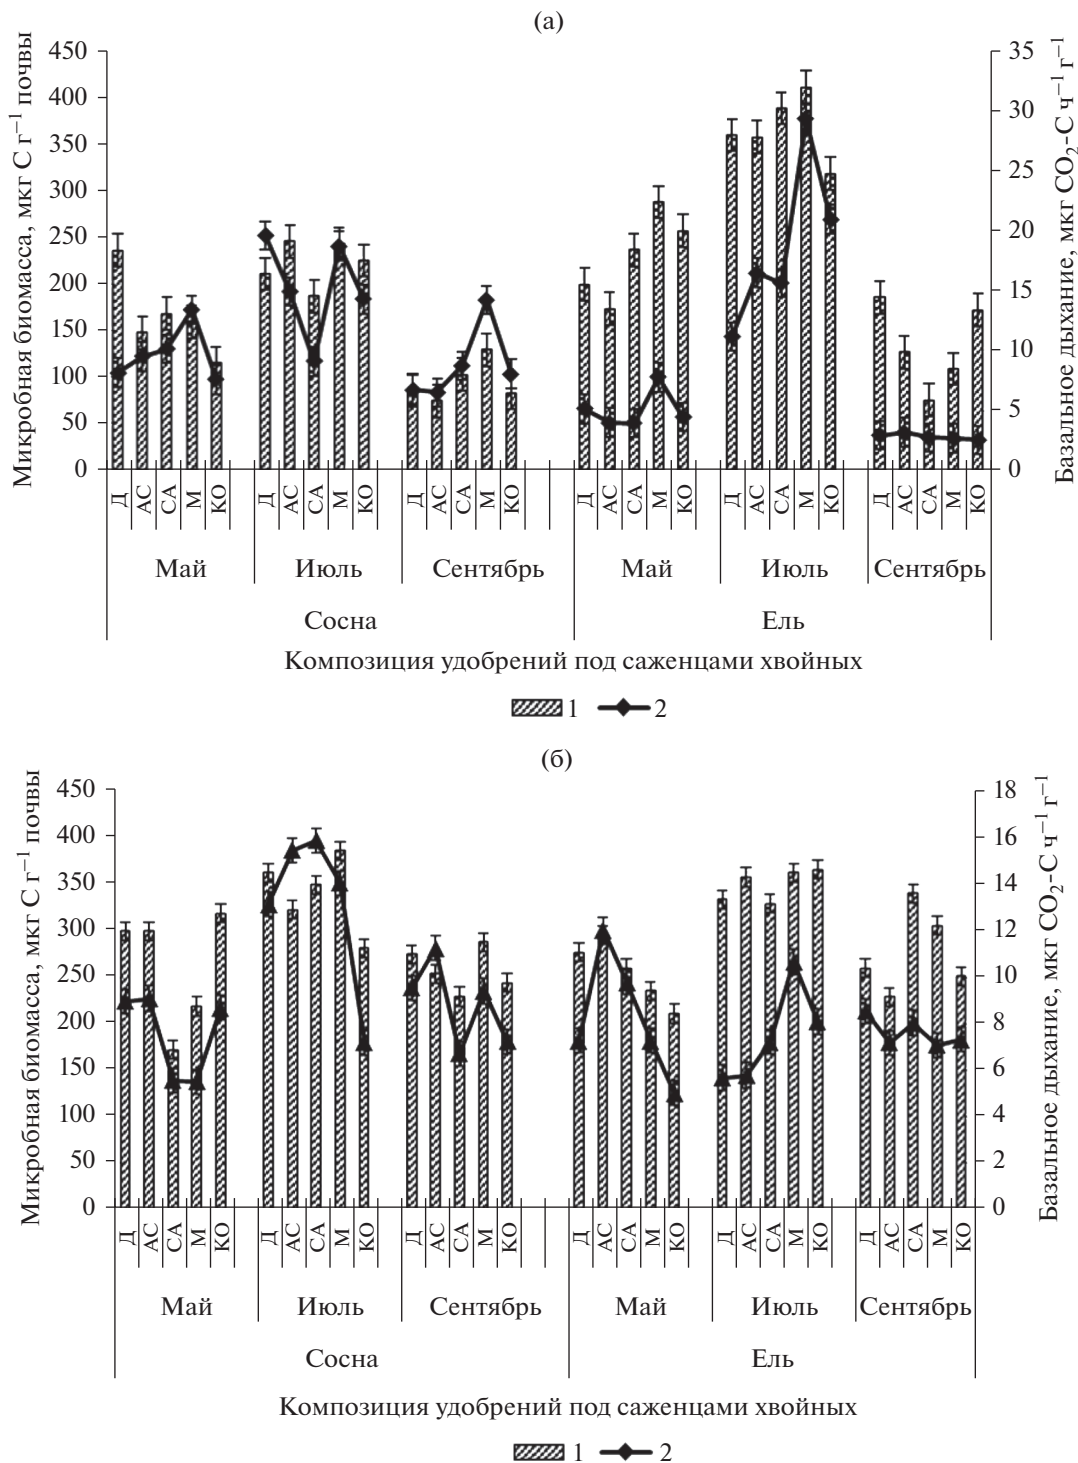 (а)
Микробная биомасса, мкг С г⁻¹ почвы
450
400
350
300
250
200
150
100
50
0
35
30
25
20
15
10
5
0
Базальное дыхание, мкг CO₂-С ч⁻¹ г⁻¹
Д АС СА М КО Д АС СА М КО Д АС СА М КО Д АС СА М КО Д АС СА М КО Д АС СА М КО
Май Июль Сентябрь Май Июль Сентябрь
Сосна Ель
Композиция удобрений под саженцами хвойных
1 2
(б)
Микробная биомасса, мкг С г⁻¹ почвы
450
400
350
300
250
200
150
100
50
0
18
16
14
12
10
8
6
4
2
0
Базальное дыхание, мкг CO₂-С ч⁻¹ г⁻¹
Д АС СА М КО Д АС СА М КО Д АС СА М КО Д АС СА М КО Д АС СА М КО Д АС СА М КО
Май Июль Сентябрь Май Июль Сентябрь
Сосна Ель
Композиция удобрений под саженцами хвойных
1 2